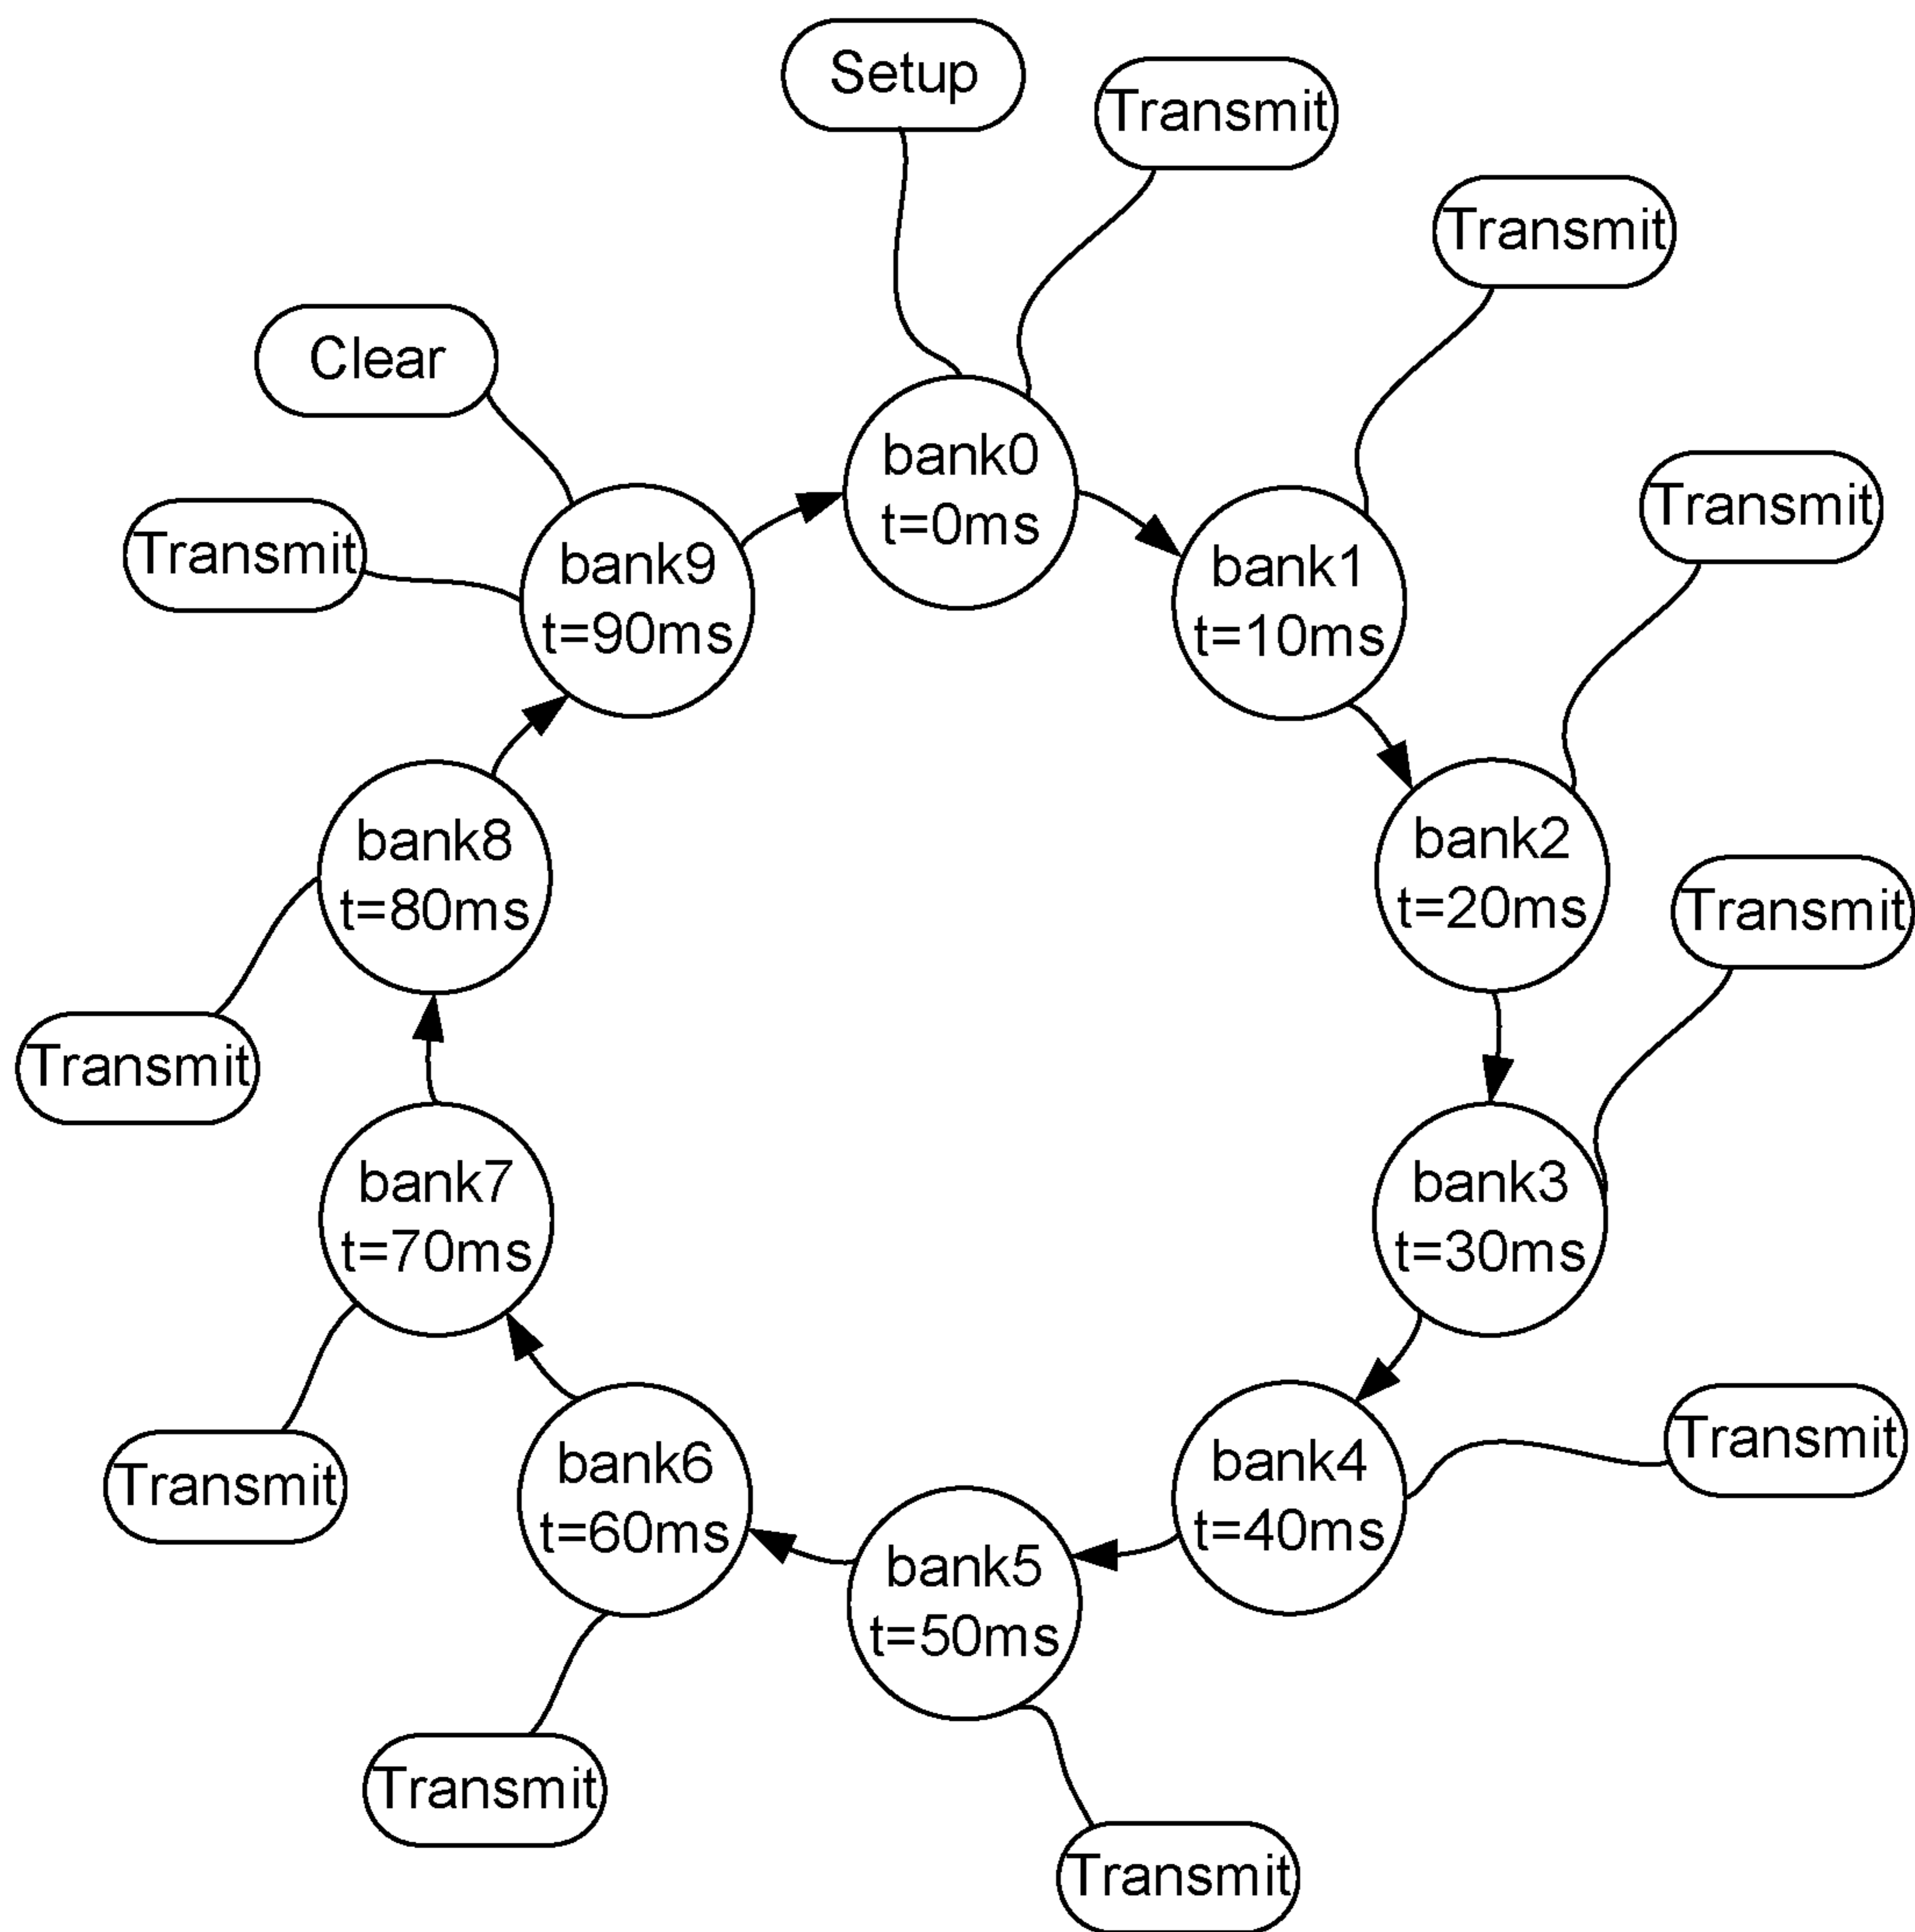 Setup
Transmit
Transmit
Clear
Transmit
bank0
t=0ms
Transmit
bank9
t=90ms
bank1
t=10ms
bank8
t=80ms
bank2
t=20ms
Transmit
Transmit
bank7
t=70ms
bank3
t=30ms
Transmit
Transmit
bank6
t=60ms
bank4
t=40ms
bank5
t=50ms
Transmit
Transmit